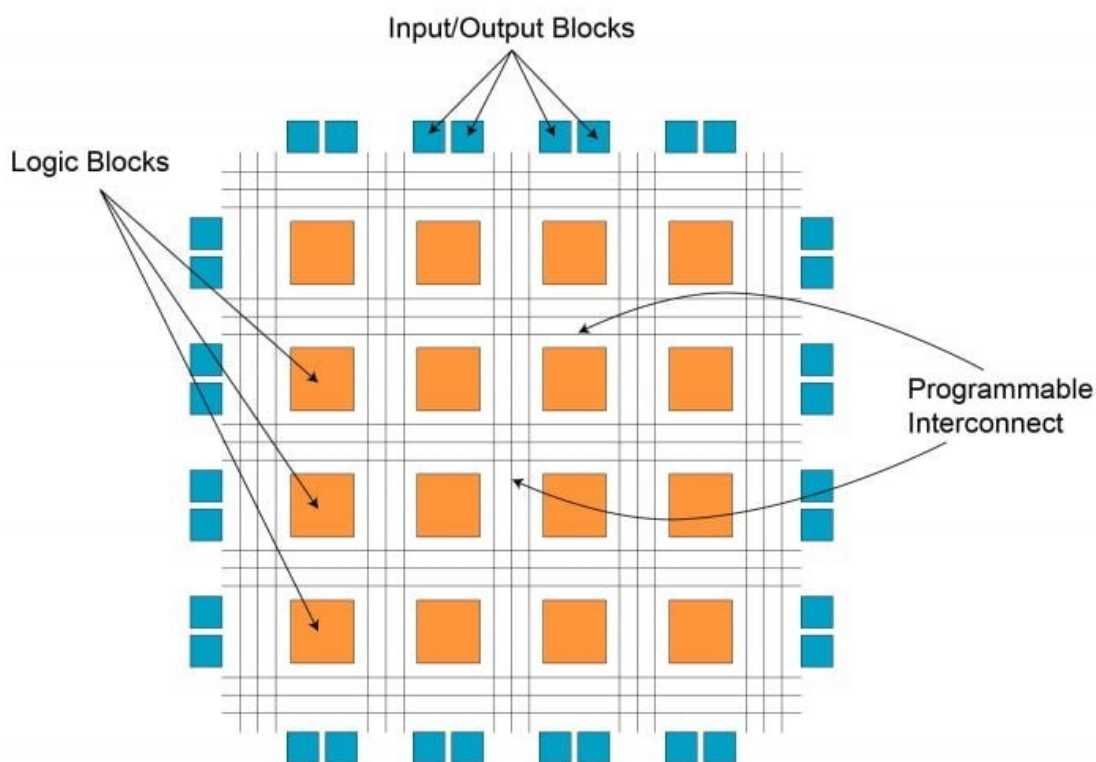 Input/Output Blocks
Logic Blocks
Programmable
Interconnect